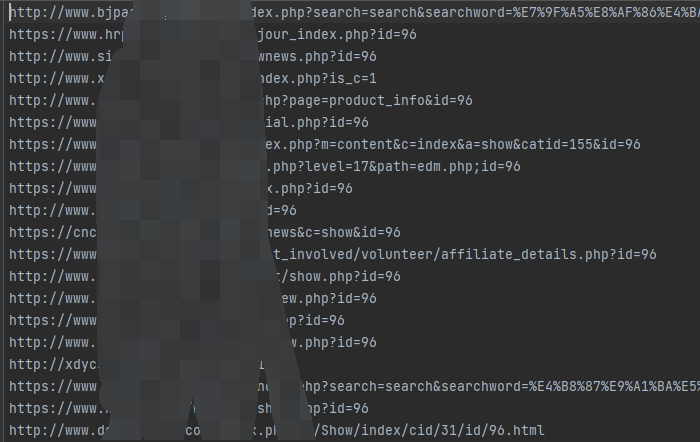 http://www.bjpa dex.php?search=search&searchword=%E7%9F%A5%E8%AF%86%E4%BA
https://www.hrp jour_index.php?id=96
http://www.si wnews.php?id=96
http://www.x ndex.php?is_c=1
http://www. php?page=product_info&id=96
https://www. ial.php?id=96
https://www. ex.php?m=content&c=index&a=show&catid=155&id=96
https://www. .php?level=17&path=edm.php;id=96
https://www. x.php?id=96
http://www. d=96
https://cnc news&c=show&id=96
https://www. t_involved/volunteer/affiliate_details.php?id=96
http://www. t/show.php?id=96
http://www. ew.php?id=96
https://www p?id=96
http://www. w.php?id=96
http://xdyc
https://www. php?search=search&searchword=%E4%B8%87%E9%A1%BA%E5%
https://www. sh .php?id=96
http://www.d co x.php /Show/index/cid/31/id/96.html